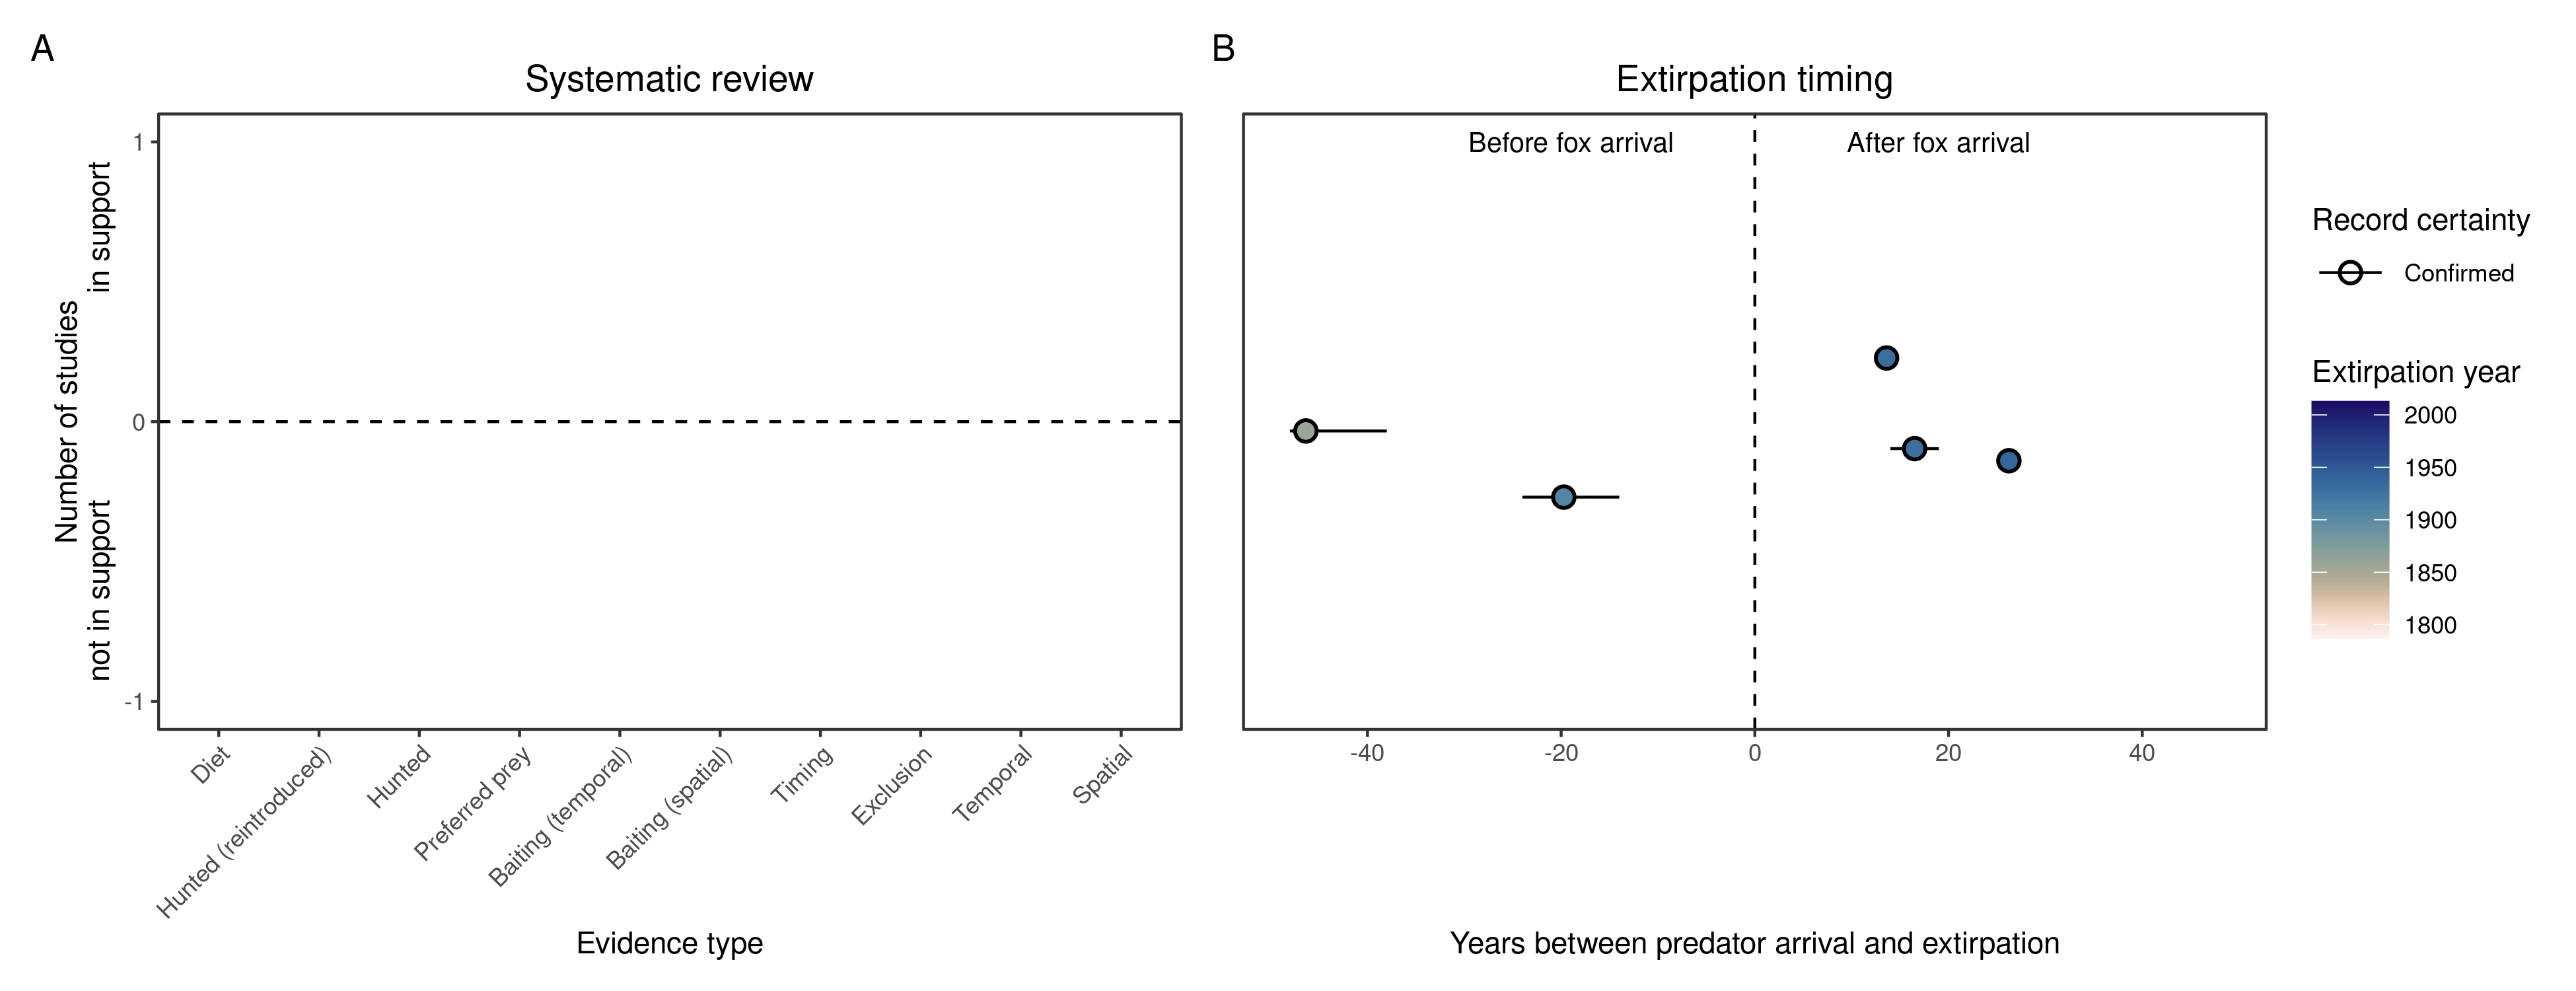 A
Systematic review
1
0
-1
Number of studies
in support
not in support
Diet
Hunted (reintroduced)
Hunted
Preferred prey
Baiting (temporal)
Baiting (spatial)
Timing
Exclusion
Temporal
Spatial
Evidence type
B
Extirpation timing
Before fox arrival
After fox arrival
-40
-20
0
20
40
Years between predator arrival and extirpation
Record certainty
Confirmed
Extirpation year
2000
1950
1900
1850
1800